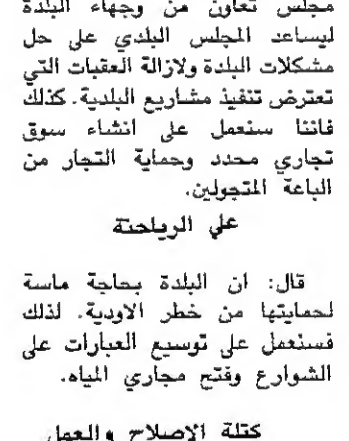 مجلس تعاون من وجهاء البلدة
ليساعد المجلس البلدي على حل
مشكلات البلدة ولازالة العقبات التي
تعترض تنفيذ مشاريع البلدية. كذلك
فاننا سنعمل على انشاء سوق
تجاري محدد وحماية التجار من
الباعة المتجولين.
علي الرياحنة
قال: ان البلدة بحاجة ماسة
لحمايتها من خطر الاودية. لذلك
فسنعمل على توسيع العبارات على
الشوارع وفتح مجاري المياه.
كتلة الإصلاح والعمل